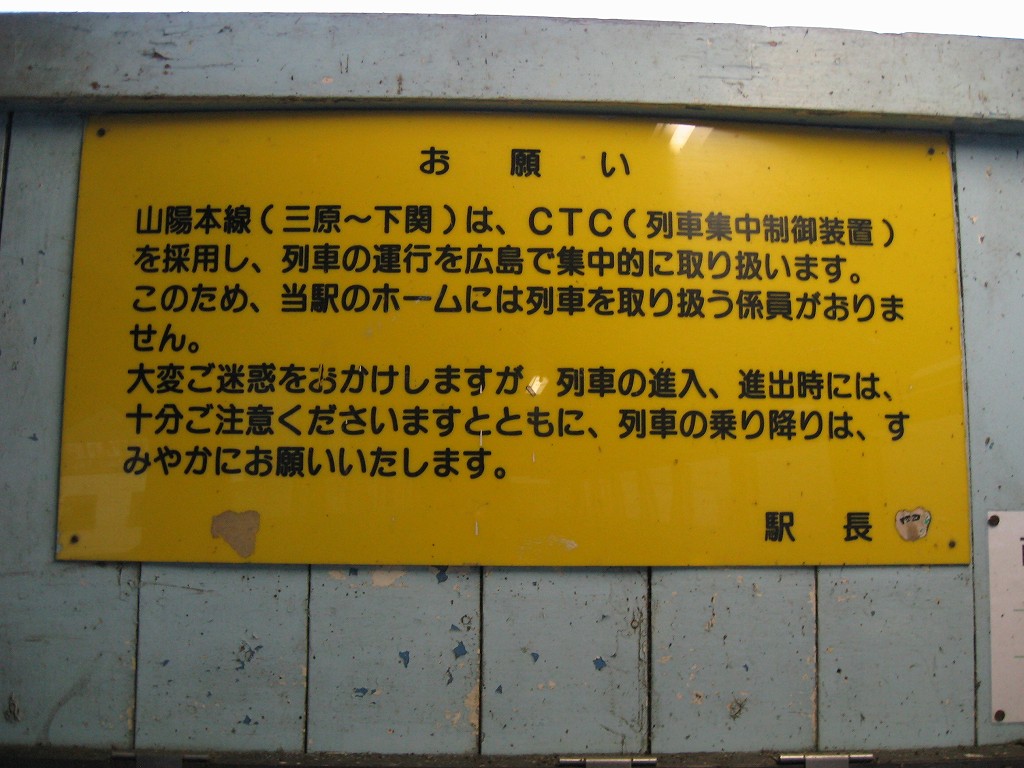 お願い
山陽本線（三原～下関）は、ＣＴＣ（列車集中制御装置）
を採用し、列車の運行を広島で集中的に取り扱います。
このため、当駅のホームには列車を取り扱う係員がおりま
せん。
大変ご迷惑をおかけしますが、列車の進入、進出時には、
十分ご注意くださいますとともに、列車の乗り降りは、す
みやかにお願いいたします。
駅長